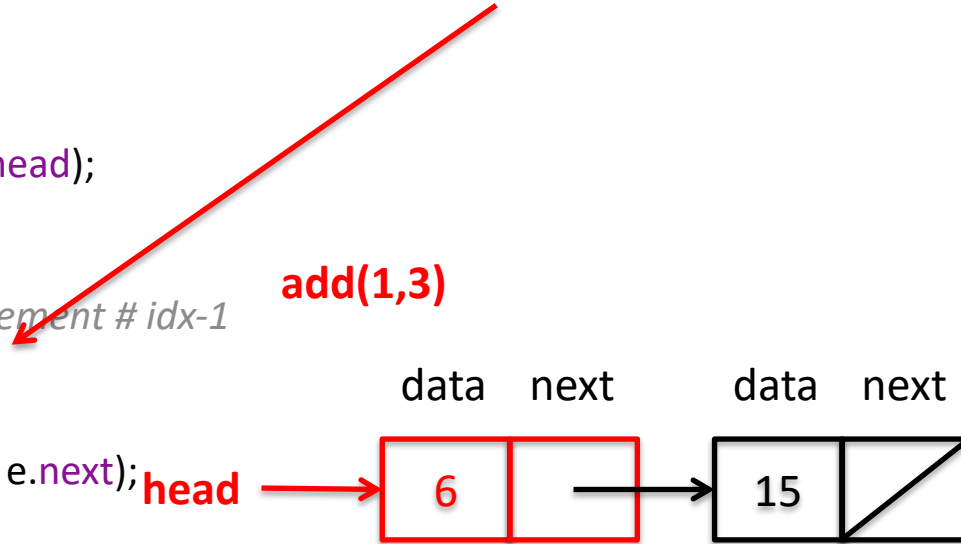 head);
add(1,3)
ement # idx-1
data next data next
e.next); head 6 15